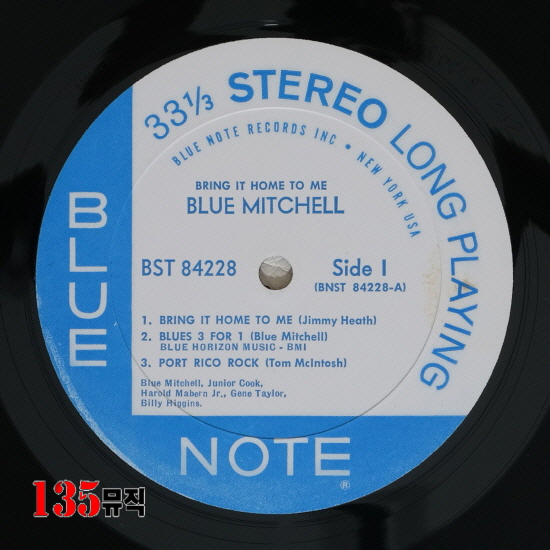 33⅓ STEREO LONG PLAYING
BLUE NOTE RECORDS INC • NEW YORK USA
BRING IT HOME TO ME
BLUE MITCHELL
BST 84228
Side I
(BNST 84228-A)
1. BRING IT HOME TO ME (Jimmy Heath)
2. BLUES 3 FOR 1 (Blue Mitchell)
BLUE HORIZON MUSIC - BMI
3. PORT RICO ROCK (Tom McIntosh)
Blue Mitchell, Junior Cook,
Harold Mabern Jr., Gene Taylor,
Billy Higgins.
BLUE
NOTE
®
135뮤직